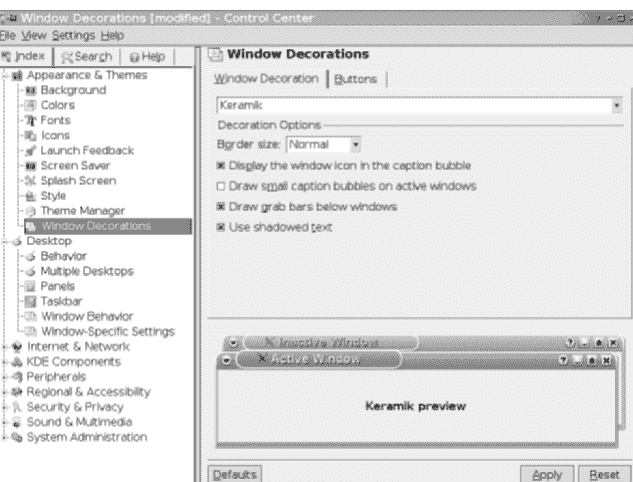 Window Decorations [modified] - Control Center
File View Settings Help
Index Search Help
Appearance & Themes
Background
Colors
Fonts
Icons
Launch Feedback
Screen Saver
Splash Screen
Style
Theme Manager
Window Decorations
Desktop
Behavior
Multiple Desktops
Panels
Taskbar
Window Behavior
Window-Specific Settings
Internet & Network
KDE Components
Peripherals
Regional & Accessibility
Security & Privacy
Sound & Multimedia
System Administration
Window Decorations
Window Decoration Buttons
Keramik
Decoration Options
Border size: Normal
Display the window icon in the caption bubble
Draw small caption bubbles on active windows
Draw grab bars below windows
Use shadowed text
Inactive Window
Active Window
Keramik preview
Defaults Apply Reset